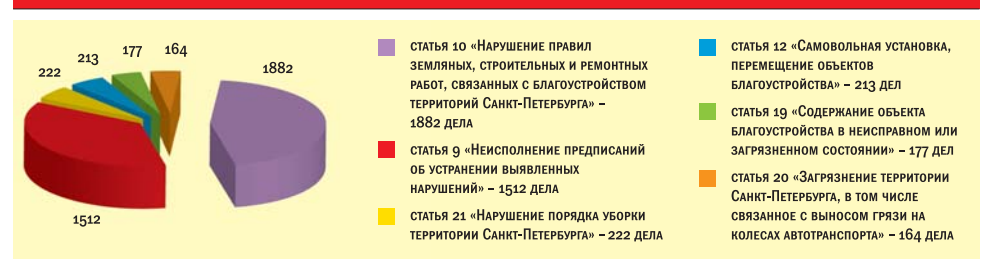 164
177
213
222
1882
1512
статья 10 «Нарушение правил
земляных, строительных и ремонтных
работ, связанных с благоустройством
территорий Санкт-Петербурга» –
1882 дела
статья 9 «Неисполнение предписаний
об устранении выявленных
нарушений» – 1512 дела
статья 21 «Нарушение порядка уборки
территории Санкт-Петербурга» – 222 дела
статья 12 «Самовольная установка,
перемещение объектов
благоустройства» – 213 дел
статья 19 «Содержание объекта
благоустройства в неисправном или
загрязненном состоянии» – 177 дел
статья 20 «Загрязнение территории
Санкт-Петербурга, в том числе
связанное с выносом грязи на
колесах автотранспорта» – 164 дела